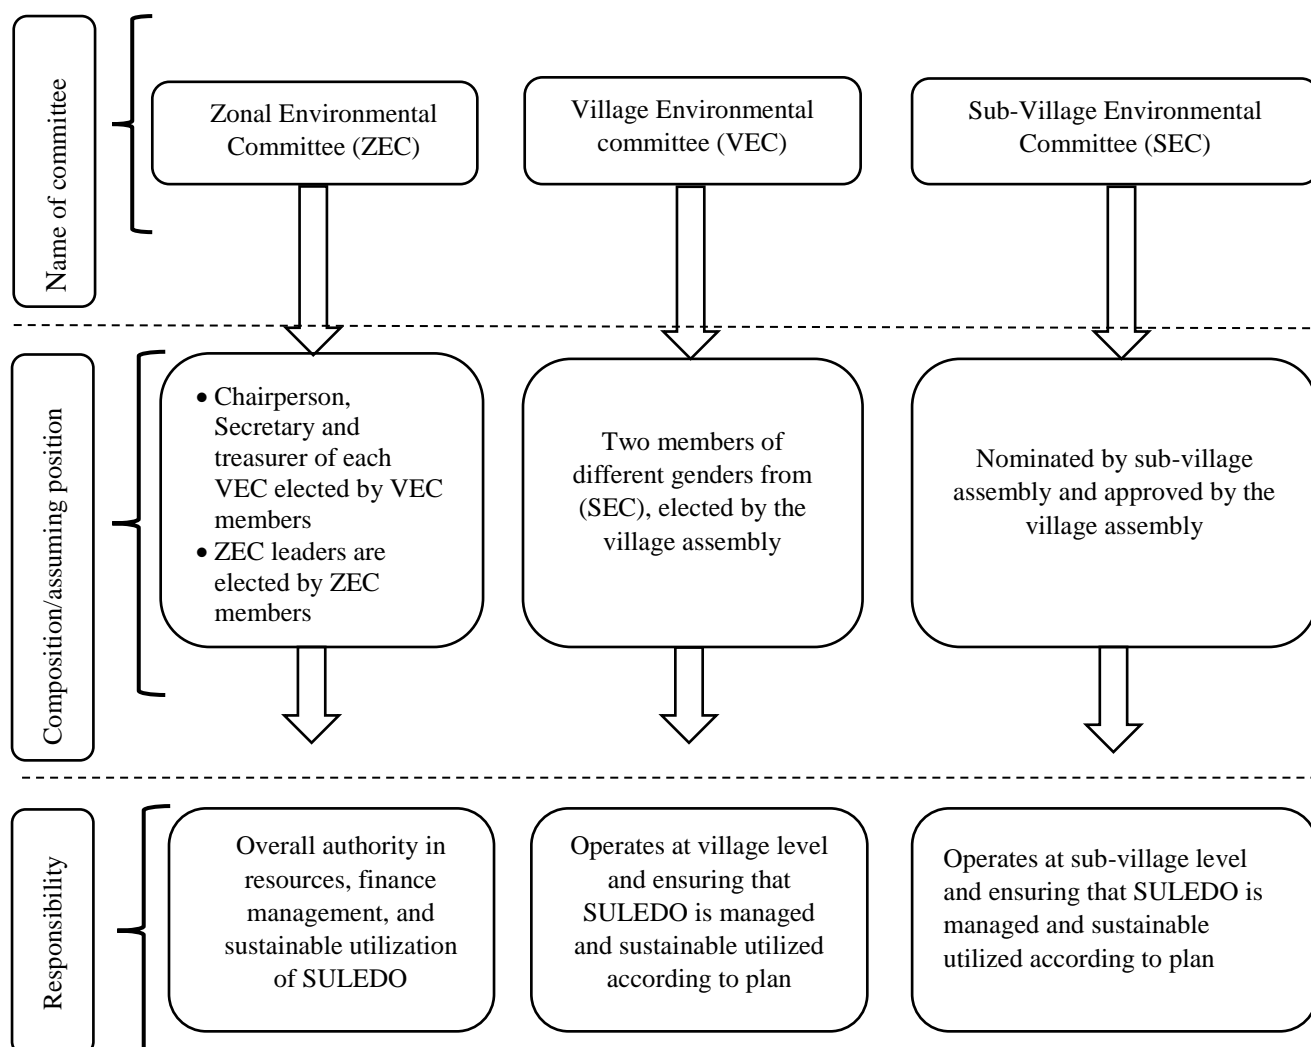 Name of committee
Zonal Environmental
Committee (ZEC)
Village Environmental
committee (VEC)
Sub-Village Environmental
Committee (SEC)
Composition/assuming position
• Chairperson,
Secretary and
treasurer of each
VEC elected by VEC
members
• ZEC leaders are
elected by ZEC
members
Two members of
different genders from
(SEC), elected by the
village assembly
Nominated by sub-village
assembly and approved by the
village assembly
Responsibility
Overall authority in
resources, finance
management, and
sustainable utilization
of SULEDO
Operates at village level
and ensuring that
SULEDO is managed
and sustainable utilized
according to plan
Operates at sub-village level
and ensuring that SULEDO is
managed and sustainable
utilized according to plan